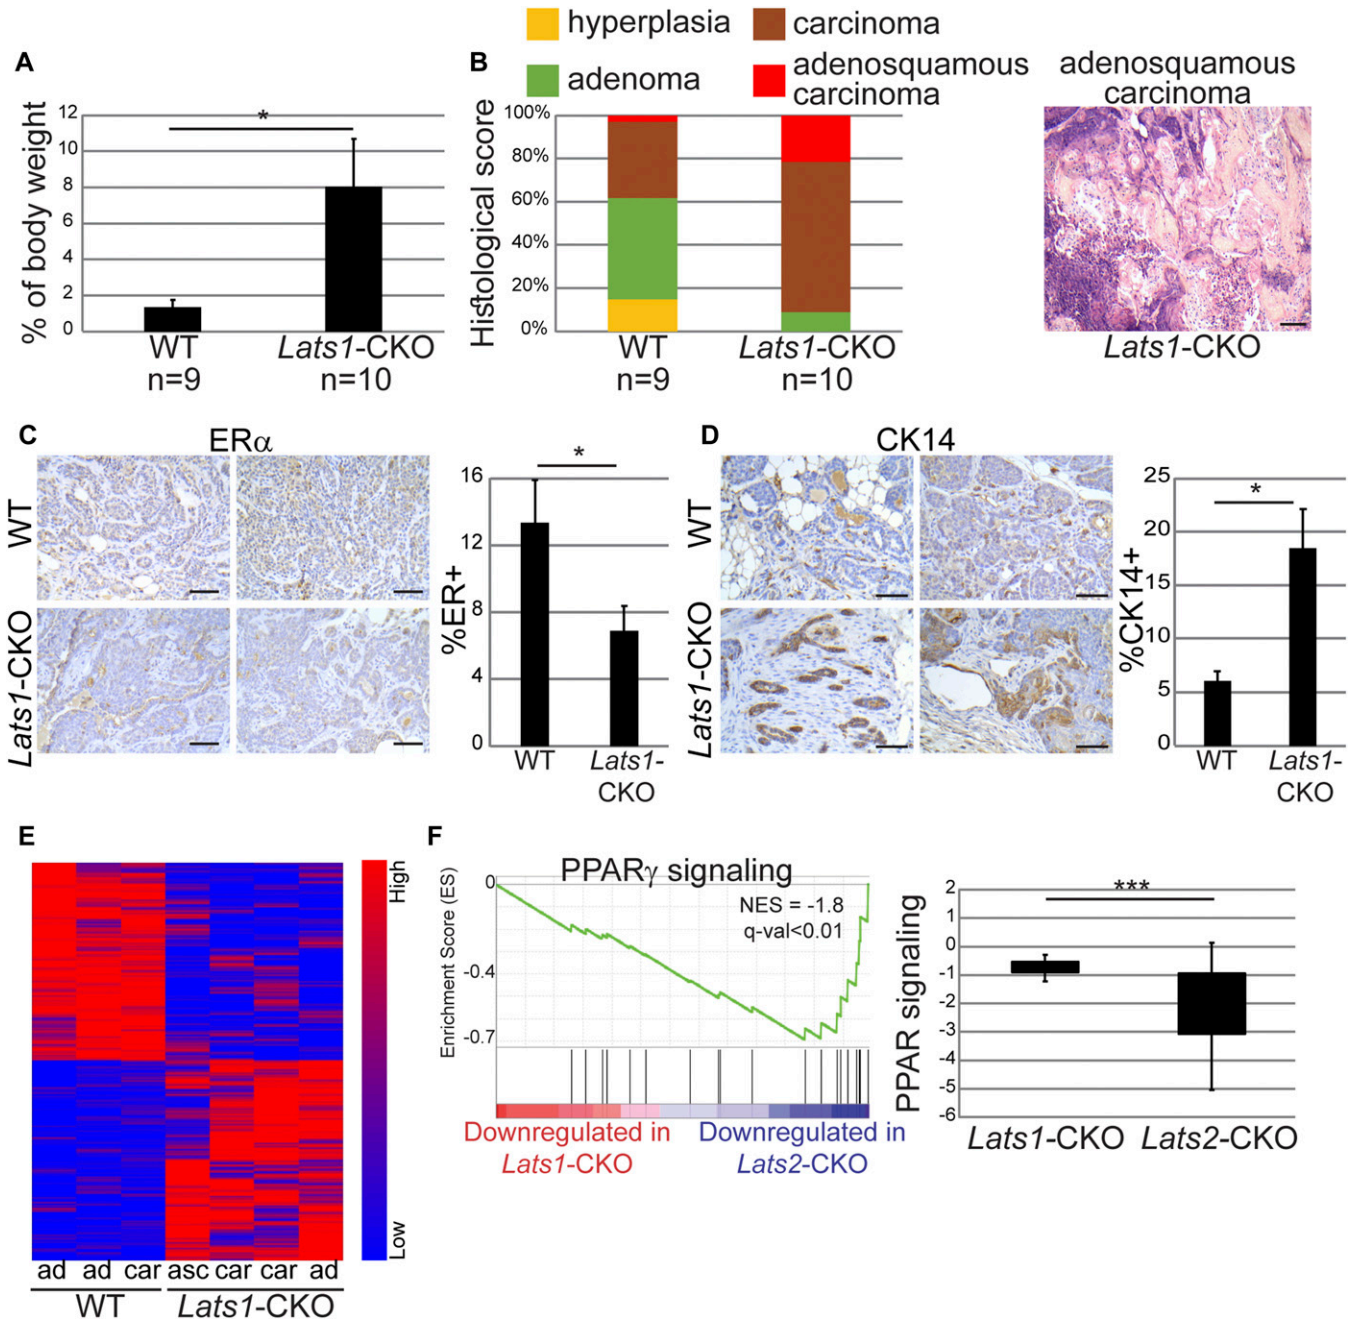 hyperplasia
carcinoma
adenoma
adenosquamous
carcinoma
A
% of body weight
12
10
8
6
4
2
0
*
WT
Lats1-CKO
n=9
n=10
B
Histological score
100%
80%
60%
40%
20%
0%
WT
Lats1-CKO
n=9
n=10
adenosquamous
carcinoma
Lats1-CKO
C
ERα
WT
Lats1-CKO
%ER+
16
12
8
4
0
*
WT
Lats1-
CKO
D
CK14
WT
Lats1-CKO
%CK14+
25
20
15
10
5
0
*
WT
Lats1-
CKO
E
High
Low
ad ad car asc car car ad
WT
Lats1-CKO
F
PPARγ signaling
Enrichment Score (ES)
0
-0.4
-0.7
NES = -1.8
q-val<0.01
Downregulated in
Lats1-CKO
Downregulated in
Lats2-CKO
PPAR signaling
2
1
0
-1
-2
-3
-4
-5
-6
***
Lats1-CKO
Lats2-CKO